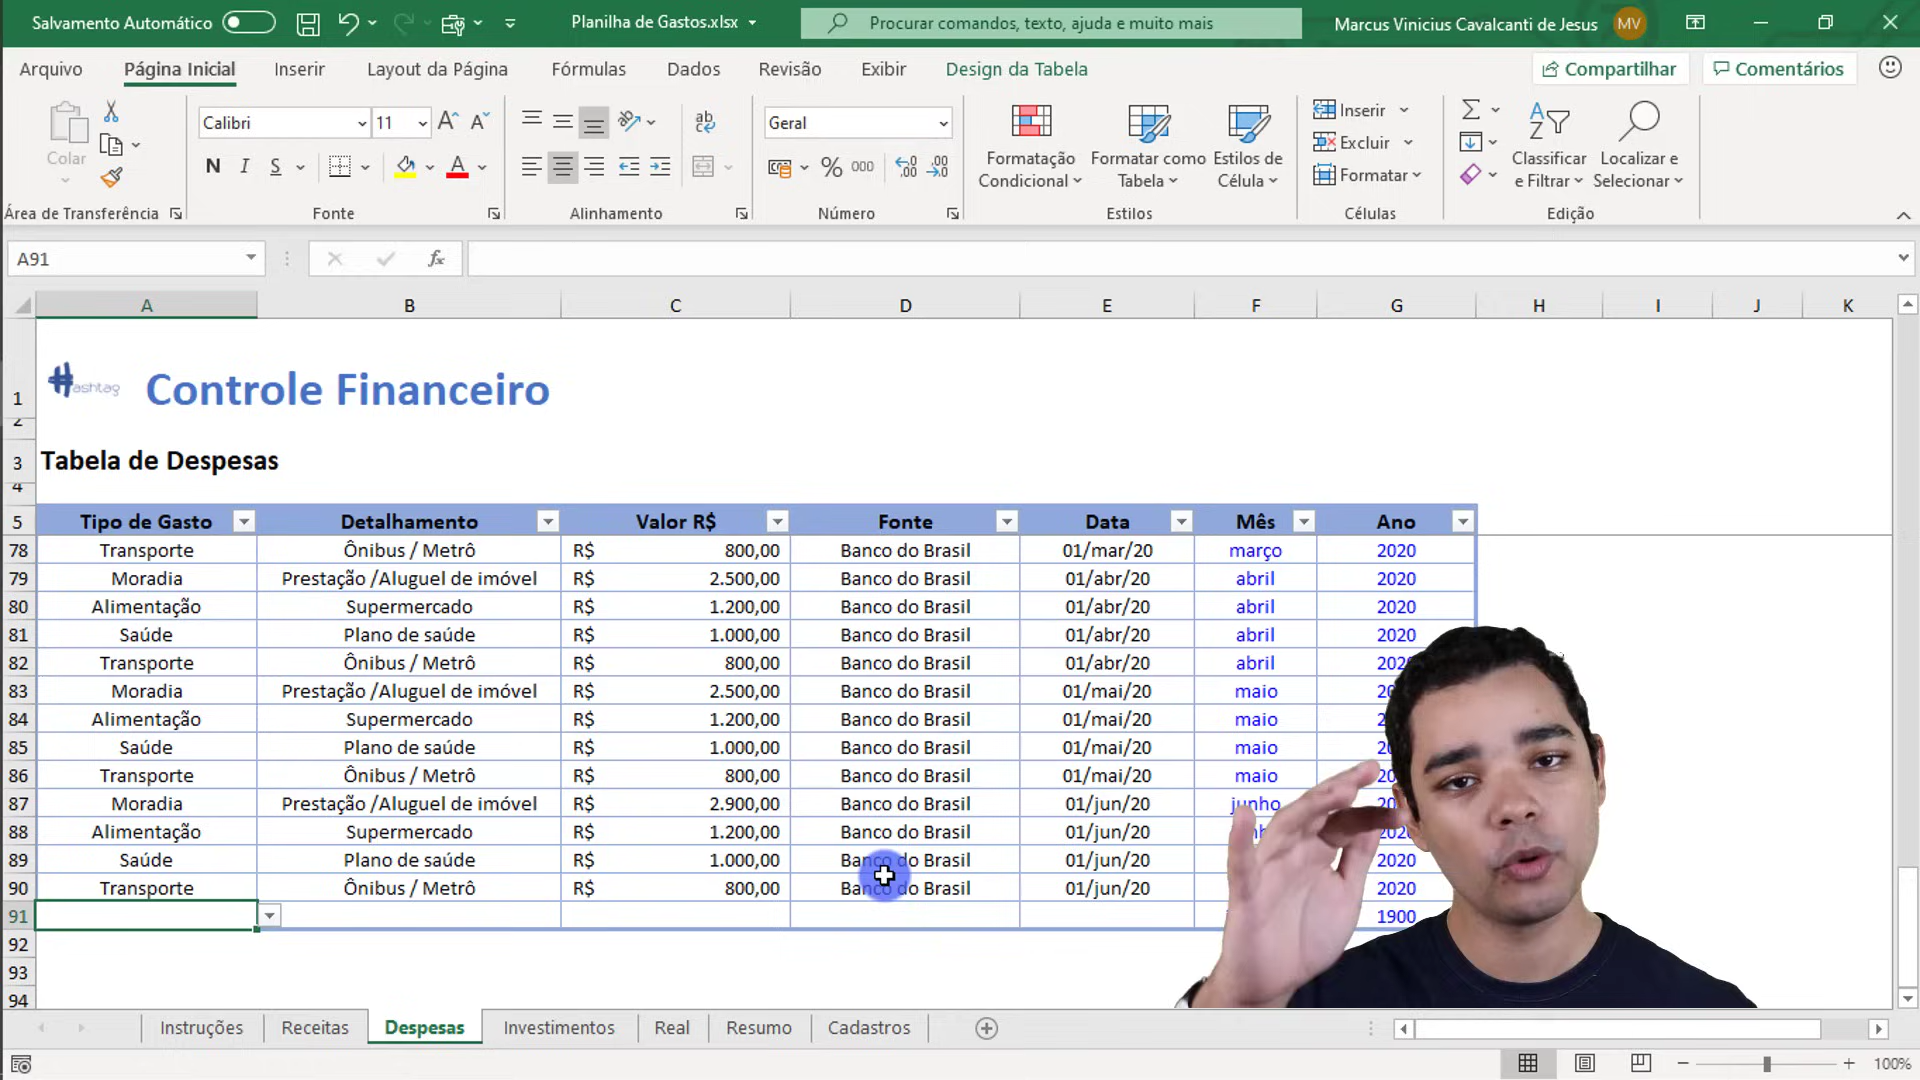 Salvamento Automático
Planilha de Gastos.xlsx
Procurar comandos, texto, ajuda e muito mais
Marcus Vinicius Cavalcanti de Jesus MV
Arquivo Página Inicial Inserir Layout da Página Fórmulas Dados Revisão Exibir Design da Tabela Compartilhar Comentários
Colar
Calibri 11
N I S
ab
Geral
% 000
Formatação Condicional
Formatar como Tabela
Estilos de Célula
Inserir
Excluir
Formatar
Classificar e Filtrar
Localizar e Selecionar
Área de Transferência Fonte Alinhamento Número Estilos Células Edição
A91 fx
A B C D E F G H I J K
1 Hashtag Controle Financeiro
2
3 Tabela de Despesas
4
5 Tipo de Gasto Detalhamento Valor R$ Fonte Data Mês Ano
78 Transporte Ônibus / Metrô R$ 800,00 Banco do Brasil 01/mar/20 março 2020
79 Moradia Prestação /Aluguel de imóvel R$ 2.500,00 Banco do Brasil 01/abr/20 abril 2020
80 Alimentação Supermercado R$ 1.200,00 Banco do Brasil 01/abr/20 abril 2020
81 Saúde Plano de saúde R$ 1.000,00 Banco do Brasil 01/abr/20 abril 2020
82 Transporte Ônibus / Metrô R$ 800,00 Banco do Brasil 01/abr/20 abril
83 Moradia Prestação /Aluguel de imóvel R$ 2.500,00 Banco do Brasil 01/mai/20 maio
84 Alimentação Supermercado R$ 1.200,00 Banco do Brasil 01/mai/20 maio
85 Saúde Plano de saúde R$ 1.000,00 Banco do Brasil 01/mai/20 maio
86 Transporte Ônibus / Metrô R$ 800,00 Banco do Brasil 01/mai/20 maio
87 Moradia Prestação /Aluguel de imóvel R$ 2.900,00 Banco do Brasil 01/jun/20 junho
88 Alimentação Supermercado R$ 1.200,00 Banco do Brasil 01/jun/20 2020
89 Saúde Plano de saúde R$ 1.000,00 Banco do Brasil 01/jun/20 2020
90 Transporte Ônibus / Metrô R$ 800,00 Banco do Brasil 01/jun/20 2020
91 1900
92
93
94
Instruções Receitas Despesas Investimentos Real Resumo Cadastros
100%